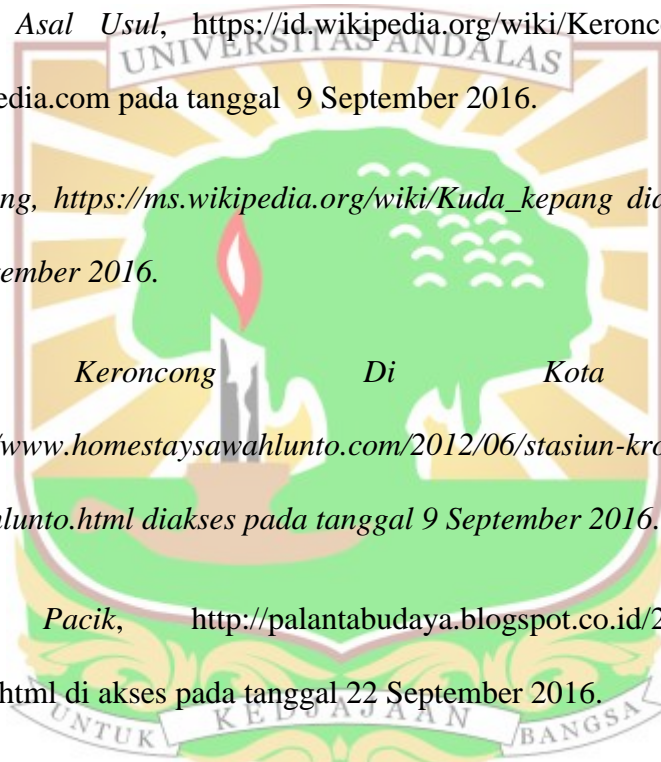 Asal Usul, https://id.wikipedia.org/wiki/Keronc
UNIVERSITAS ANDALAS
edia.com pada tanggal 9 September 2016.
ng, https://ms.wikipedia.org/wiki/Kuda_kepang dia
tember 2016.
Keroncong Di Kota
/www.homestaysawahlunto.com/2012/06/stasiun-kro
hlunto.html diakses pada tanggal 9 September 2016.
Pacik, http://palantabudaya.blogspot.co.id/2
html di akses pada tanggal 22 September 2016.
UNTUK KEDJAJAAN BANGSA